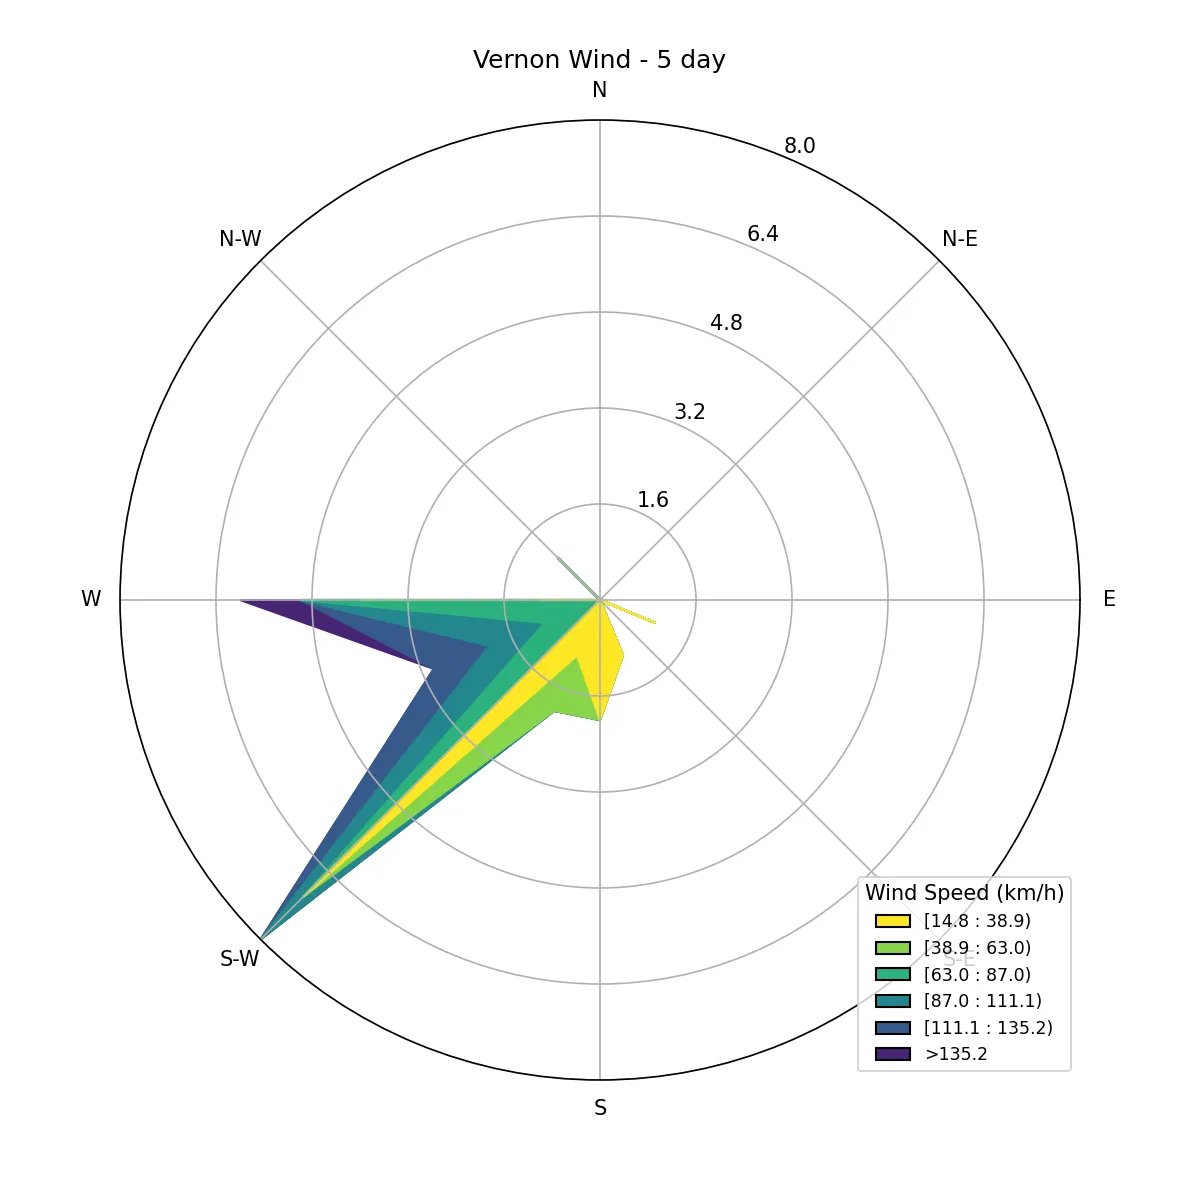 Vernon Wind - 5 day
N
8.0
N-W
6.4
N-E
4.8
3.2
1.6
W
E
Wind Speed (km/h)
[14.8 : 38.9)
[38.9 : 63.0)
S-W
S-E
[63.0 : 87.0)
[87.0 : 111.1)
[111.1 : 135.2)
>135.2
S